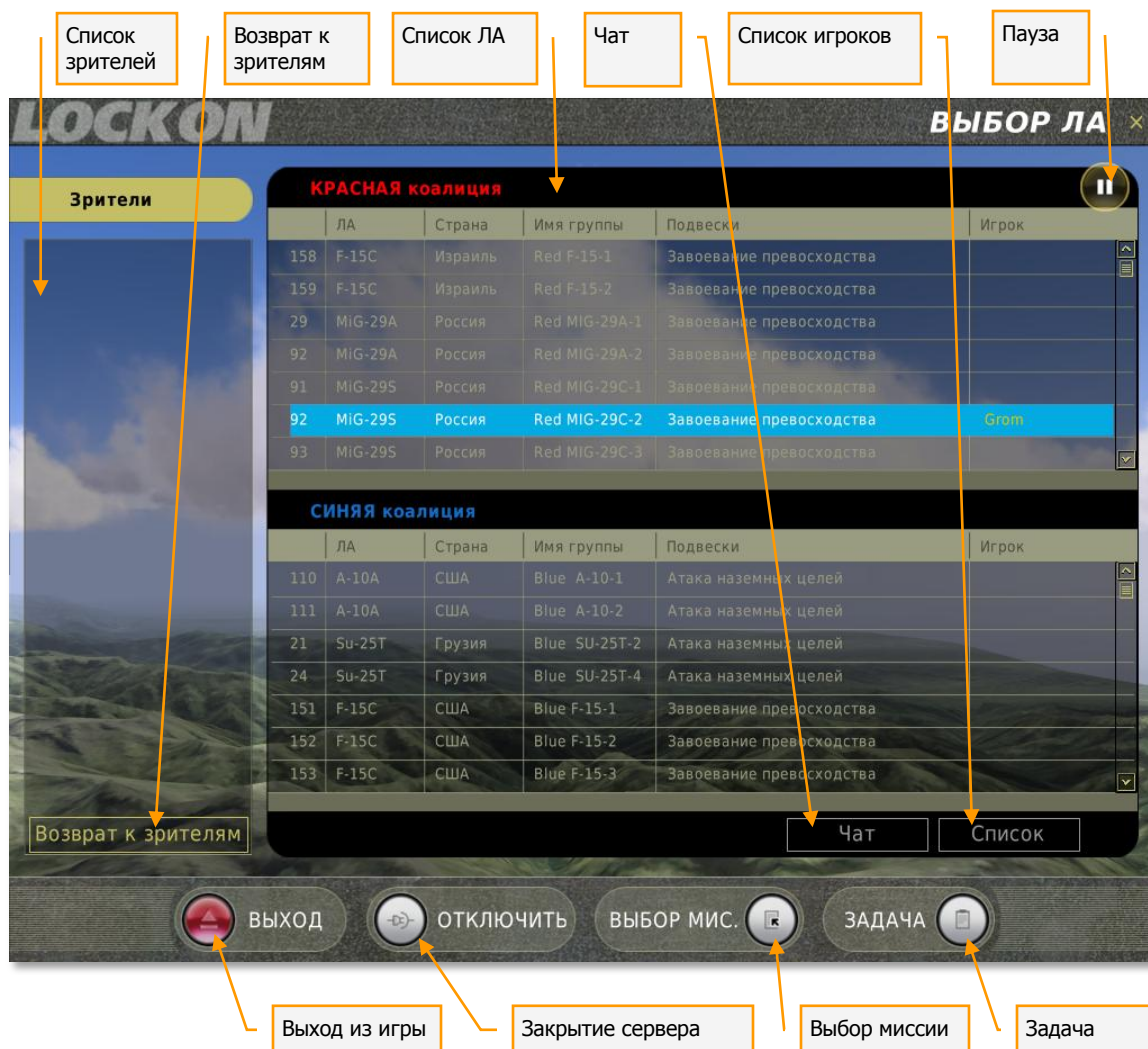 Список
зрителей
Возврат к
зрителям
Список ЛА
Чат
Список игроков
Пауза
LOCKON
ВЫБОР ЛА
Зрители
КРАСНАЯ коалиция
ЛА Страна Имя группы Подвески Игрок
158 F-15C Израиль Red F-15-1 Завоевание превосходства
159 F-15C Израиль Red F-15-2 Завоевание превосходства
29 MiG-29A Россия Red MIG-29A-1 Завоевание превосходства
92 MiG-29A Россия Red MIG-29A-2 Завоевание превосходства
91 MiG-29S Россия Red MIG-29C-1 Завоевание превосходства
92 MiG-29S Россия Red MIG-29C-2 Завоевание превосходства Grom
93 MiG-29S Россия Red MIG-29C-3 Завоевание превосходства
СИНЯЯ коалиция
ЛА Страна Имя группы Подвески Игрок
110 A-10A США Blue A-10-1 Атака наземных целей
111 A-10A США Blue A-10-2 Атака наземных целей
21 Su-25T Грузия Blue SU-25T-2 Атака наземных целей
24 Su-25T Грузия Blue SU-25T-4 Атака наземных целей
151 F-15C США Blue F-15-1 Завоевание превосходства
152 F-15C США Blue F-15-2 Завоевание превосходства
153 F-15C США Blue F-15-3 Завоевание превосходства
Возврат к зрителям
Чат
Список
ВЫХОД
ОТКЛЮЧИТЬ
ВЫБОР МИС.
ЗАДАЧА
Выход из игры
Закрытие сервера
Выбор миссии
Задача